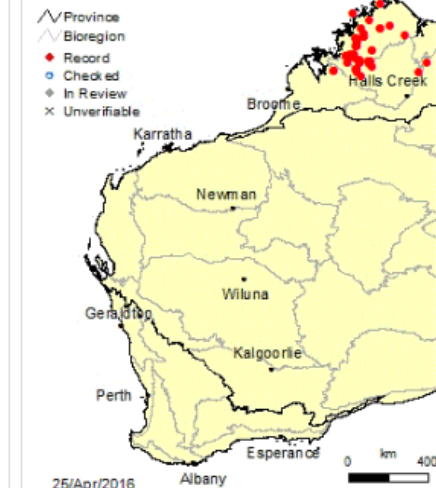 Province
Bioregion
Record
Checked
In Review
× Unverifiable
Halls Creek
Broome
Karratha
Newman
Wiluna
Geraldton
Kalgoorlie
Perth
Esperance
Albany
0 km 400
25/Apr/2016